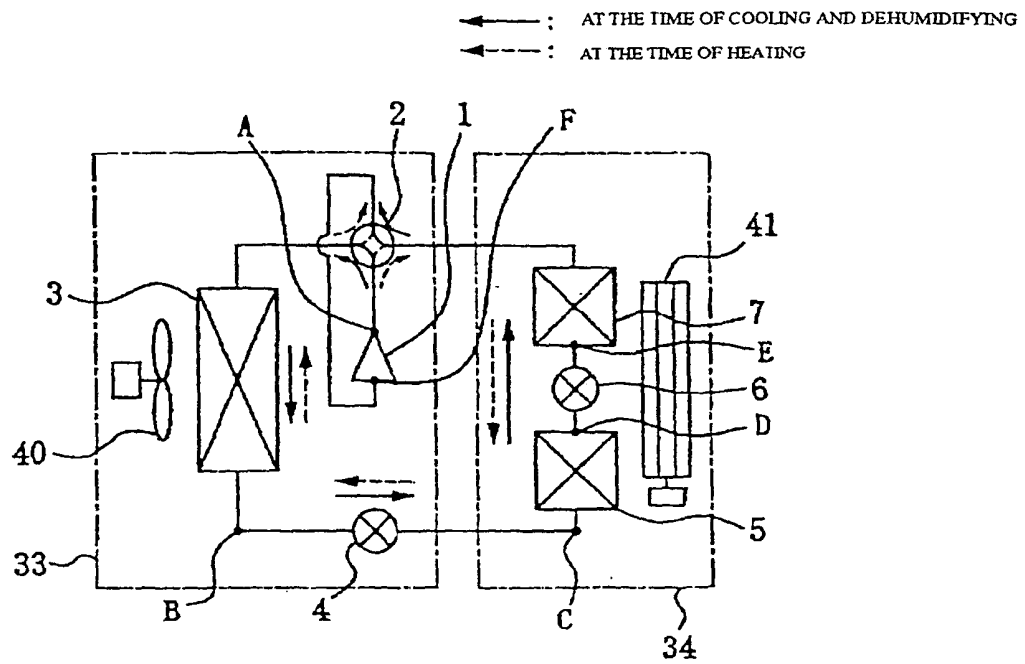 : AT THE TIME OF COOLING AND DEHUMIDIFYING
: AT THE TIME OF HEATING
A
2
1
F
41
3
7
E
6
40
D
5
33
B
4
C
34